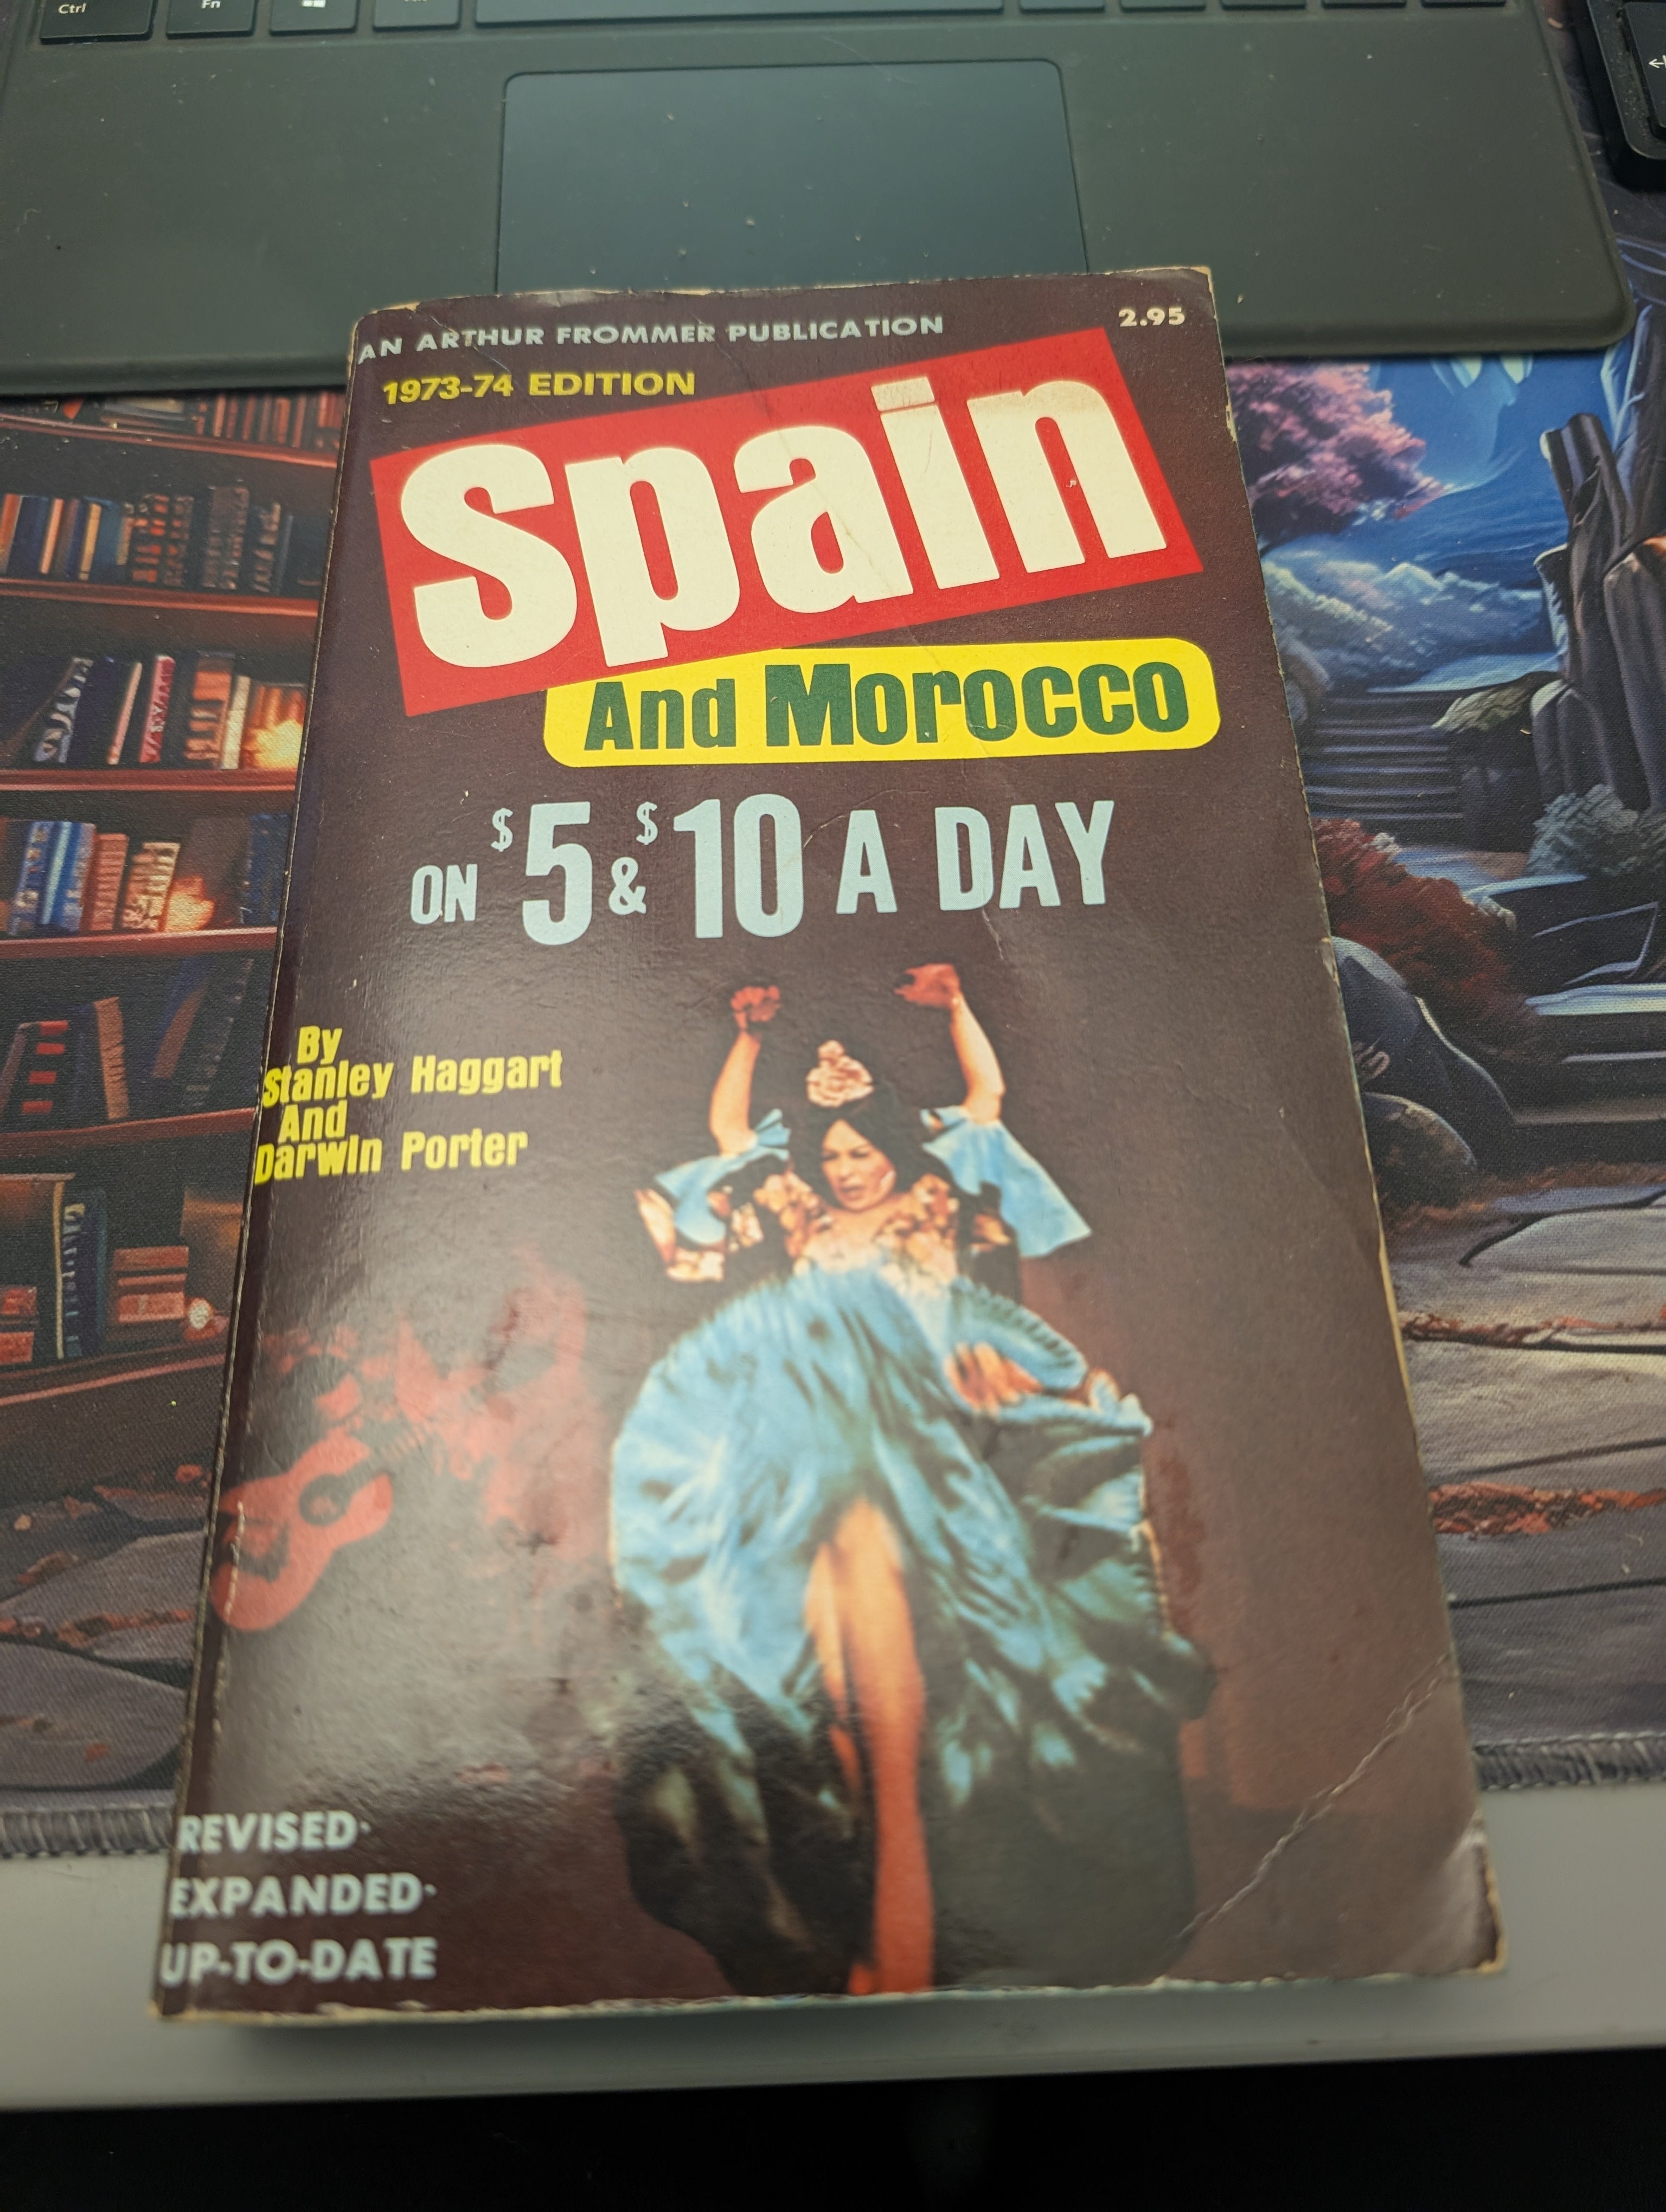 Ctrl
Fn
AN ARTHUR FROMMER PUBLICATION
2.95
1973-74 EDITION
Spain
And Morocco
ON $5 & $10 A DAY
By
Stanley Haggart
And
Darwin Porter
REVISED·
EXPANDED·
UP-TO-DATE